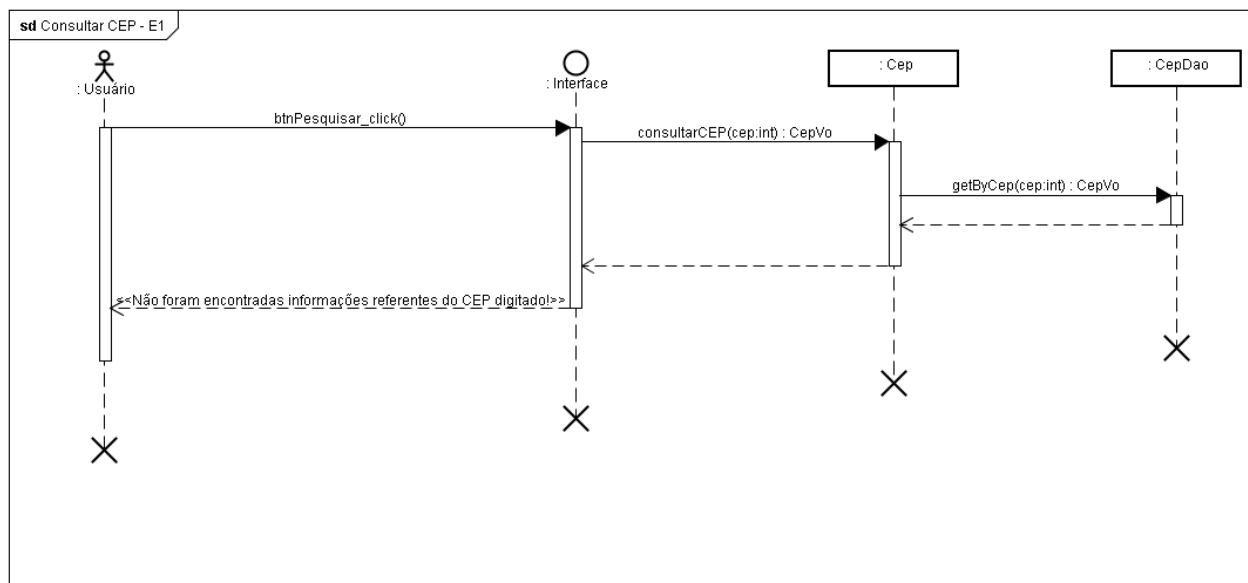 sd Consultar CEP - E1
: Usuário
: Interface
: Cep
: CepDao
btnPesquisar_click()
consultarCEP(cep:int) : CepVo
getByCep(cep:int) : CepVo
<<Não foram encontradas informações referentes do CEP digitado!>>